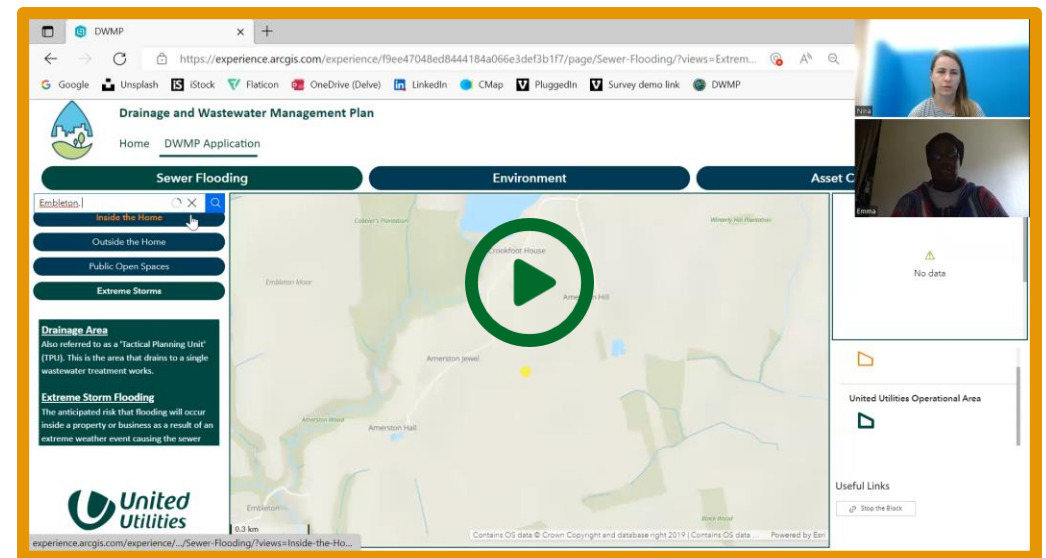 DWMP
https://experience.arcgis.com/experience/f9ee47048ed8444184a066e3def3b1f7/page/Sewer-Flooding/?views=Extrem...
Google
Unsplash
iStock
Flaticon
OneDrive (Delve)
LinkedIn
CMap
PluggedIn
Survey demo link
DWMP
Drainage and Wastewater Management Plan
Home
DWMP Application
Nina
Sewer Flooding
Environment
Asset C
Embleton,
Inside the Home
Outside the Home
Public Open Spaces
Extreme Storms
Emma
Drainage Area
Also referred to as a 'Tactical Planning Unit'
(TPU). This is the area that drains to a single
wastewater treatment works.
Extreme Storm Flooding
The anticipated risk that flooding will occur
inside a property or business as a result of an
extreme weather event causing the sewer
United
Utilities
Crookfoot House
Embleton Moor
Amerston Jewel
Amerston Wood
Amerston Hall
Embleton
Black Wood
0.3 km
Contains OS data © Crown Copyright and database right 2019 | Contains OS data ...
Powered by Esri
No data
United Utilities Operational Area
Useful Links
Stop the Block
experience.arcgis.com/experience/.../Sewer-Flooding/?views=Inside-the-Ho...